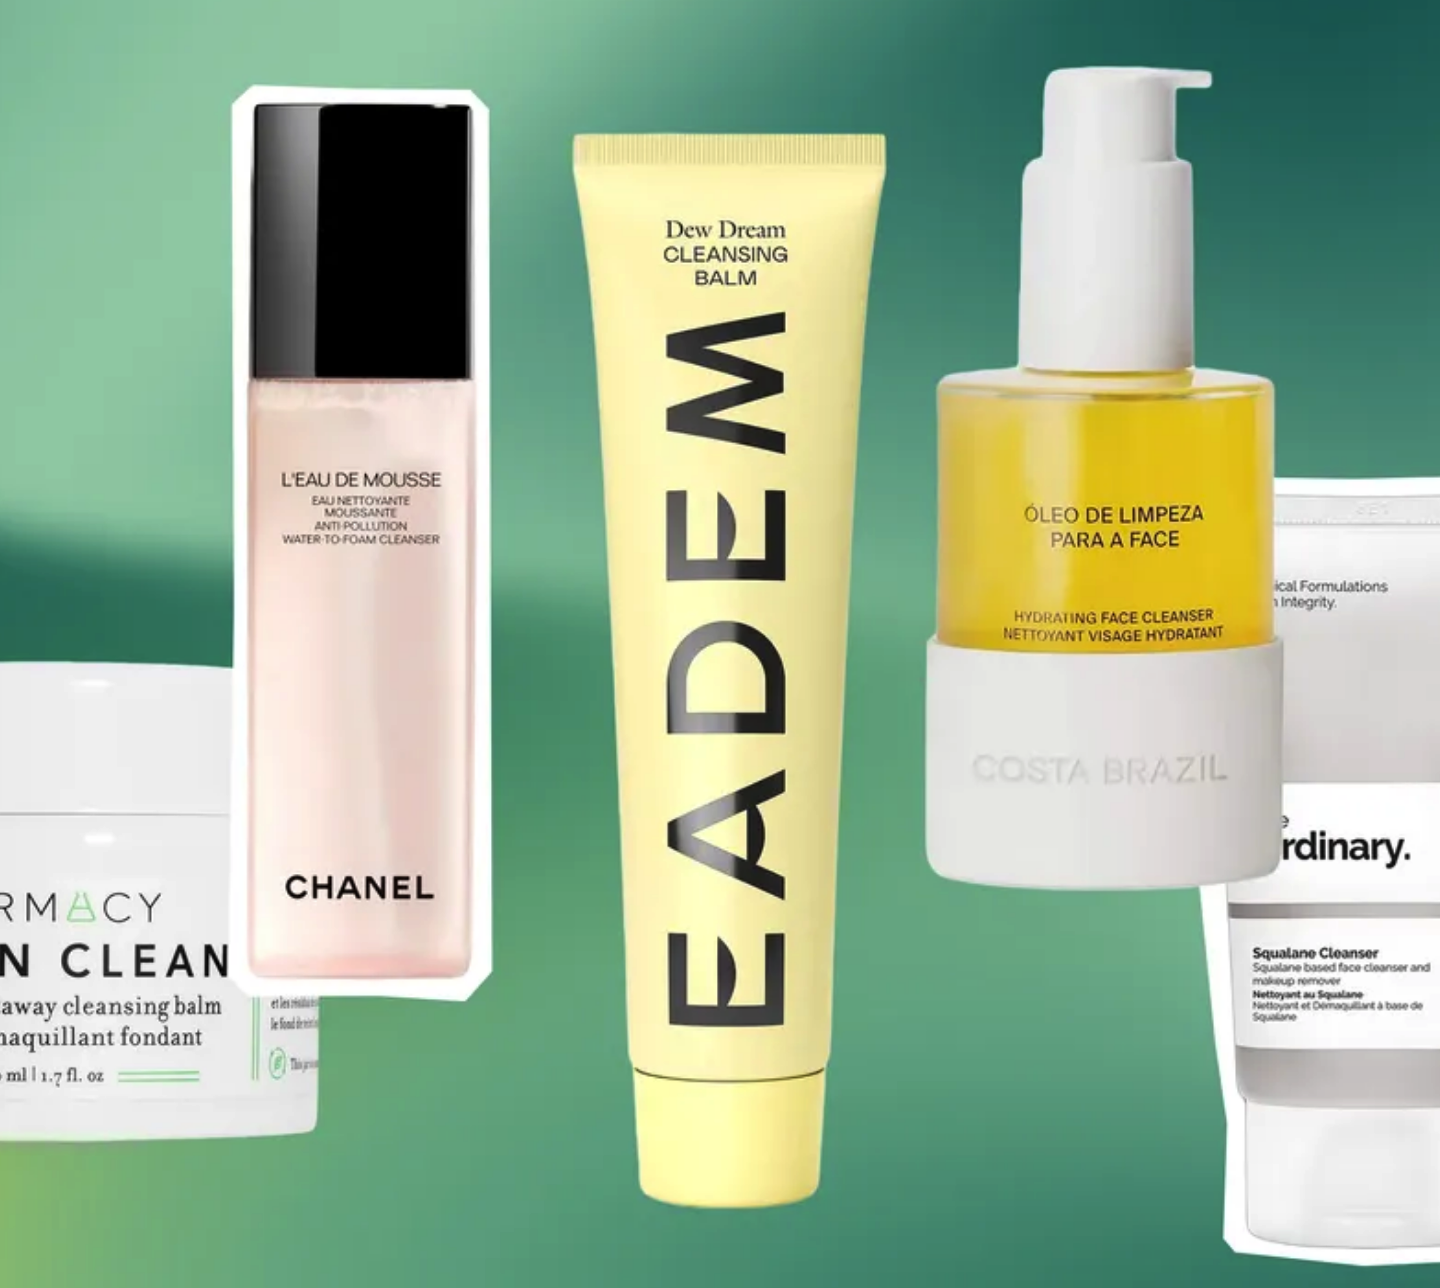 RMACY
N CLEAN
away cleansing balm
naquillant fondant
ml | 1.7 fl. oz
L'EAU DE MOUSSE
EAU NETTOYANTE
MOUSSANTE
ANTI-POLLUTION
WATER-TO-FOAM CLEANSER
CHANEL
Dew Dream
CLEANSING
BALM
EADEM
ÓLEO DE LIMPEZA
PARA A FACE
HYDRATING FACE CLEANSER
NETTOYANT VISAGE HYDRATANT
COSTA BRAZIL
ical Formulations
Integrity.
e
rdinary.
Squalane Cleanser
Squalane based face cleanser and
makeup remover
Nettoyant au Squalane
Nettoyant et Démaquillant à base de
Squalane